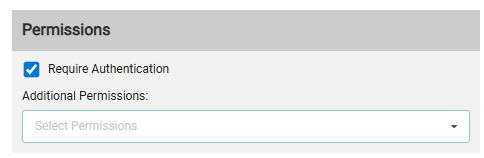 Permissions
Require Authentication
Additional Permissions:
Select Permissions